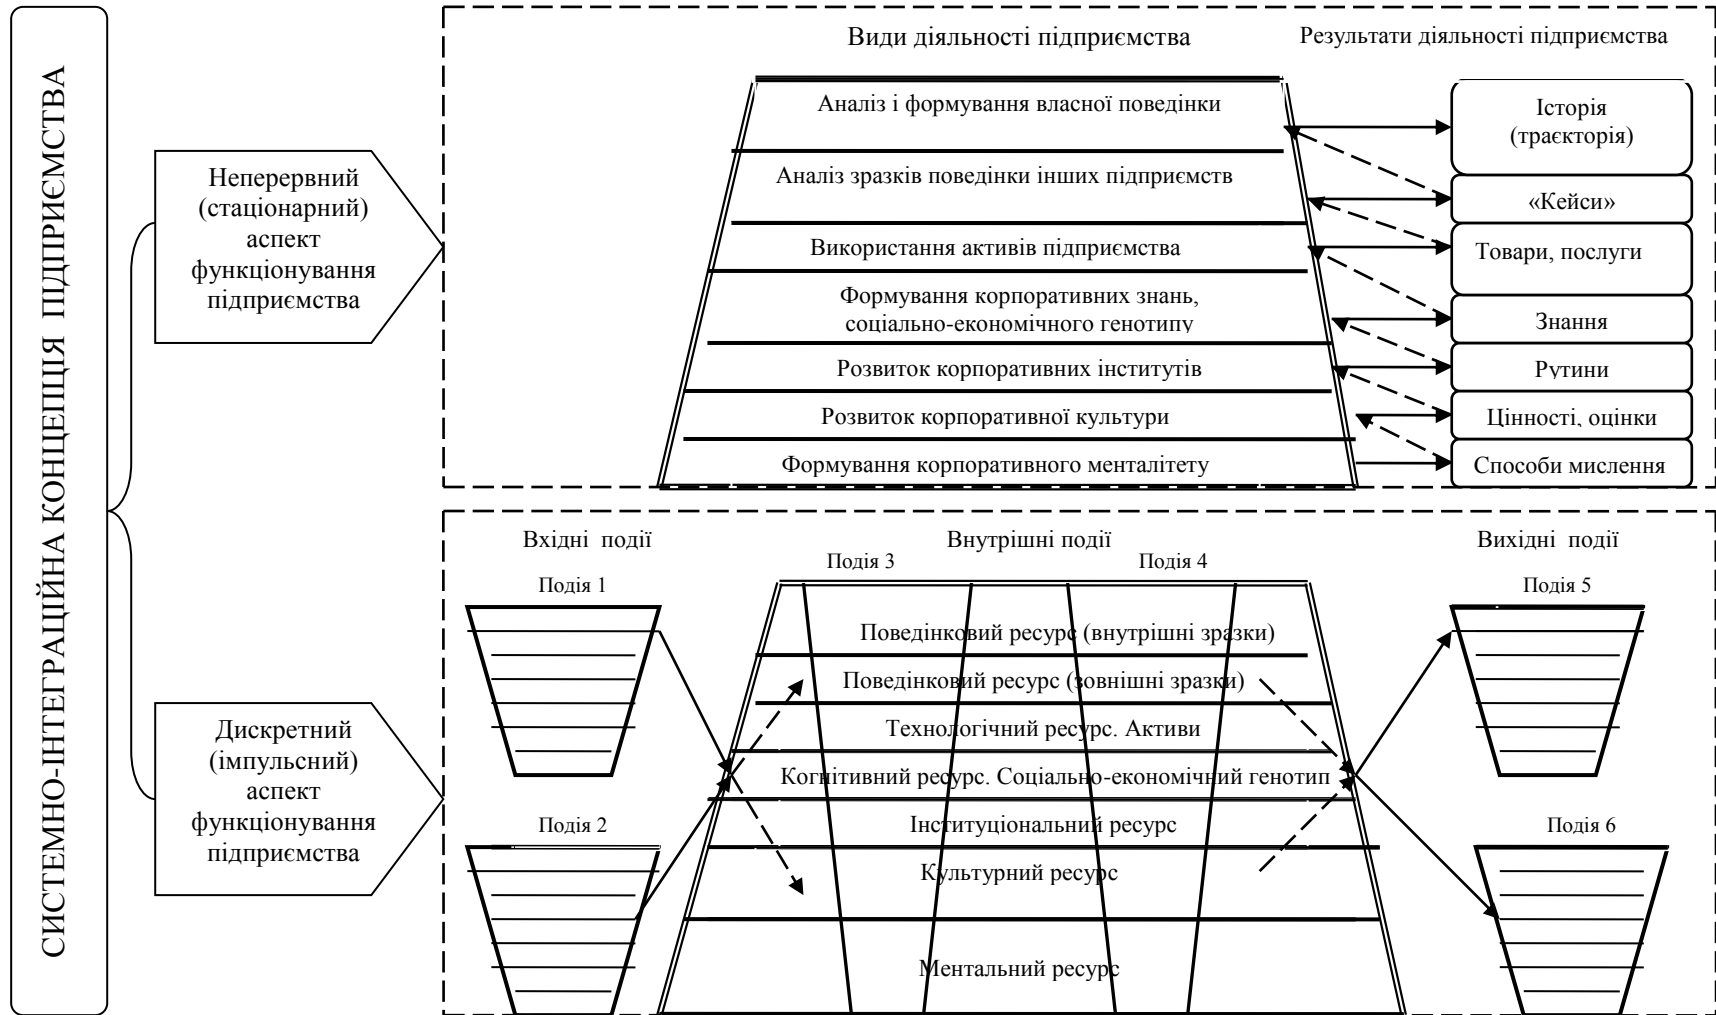 СИСТЕМНО-ІНТЕГРАЦІЙНА КОНЦЕПЦІЯ ПІДПРИЄМСТВА
Неперервний
(стаціонарний)
аспект
функціонування
підприємства
Види діяльності підприємства
Результати діяльності підприємства
Аналіз і формування власної поведінки
Історія
(траєкторія)
Аналіз зразків поведінки інших підприємств
«Кейси»
Використання активів підприємства
Товари, послуги
Формування корпоративних знань,
соціально-економічного генотипу
Знання
Розвиток корпоративних інститутів
Рутини
Розвиток корпоративної культури
Цінності, оцінки
Формування корпоративного менталітету
Способи мислення
Дискретний
(імпульсний)
аспект
функціонування
підприємства
Вхідні події
Внутрішні події
Вихідні події
Подія 1
Подія 3
Подія 4
Подія 5
Поведінковий ресурс (внутрішні зразки)
Поведінковий ресурс (зовнішні зразки)
Технологічний ресурс. Активи
Когнітивний ресурс. Соціально-економічний генотип
Подія 2
Інституціональний ресурс
Подія 6
Культурний ресурс
Ментальний ресурс